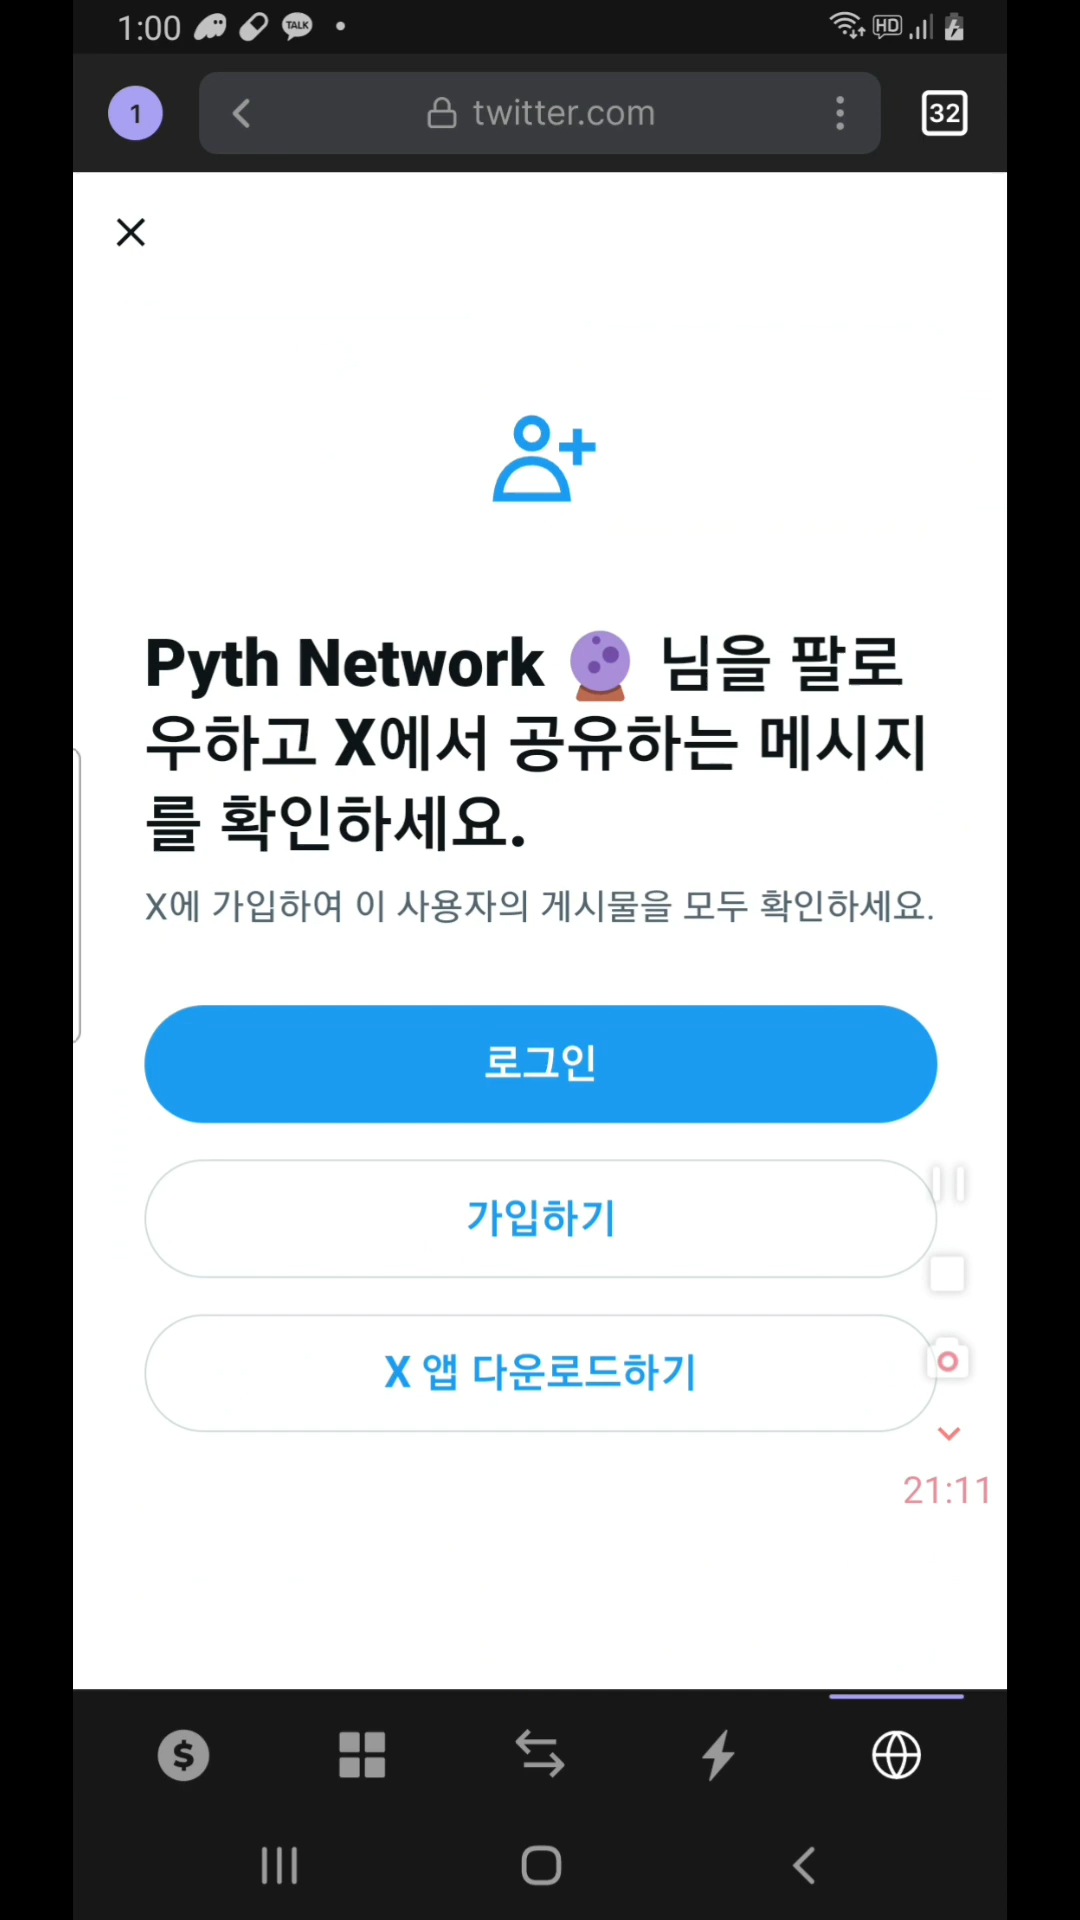 1:00 TALK HD
1 twitter.com 32
Pyth Network 🔮 님을 팔로
우하고 X에서 공유하는 메시지
를 확인하세요.
X에 가입하여 이 사용자의 게시물을 모두 확인하세요.
로그인
가입하기
X 앱 다운로드하기
21:11